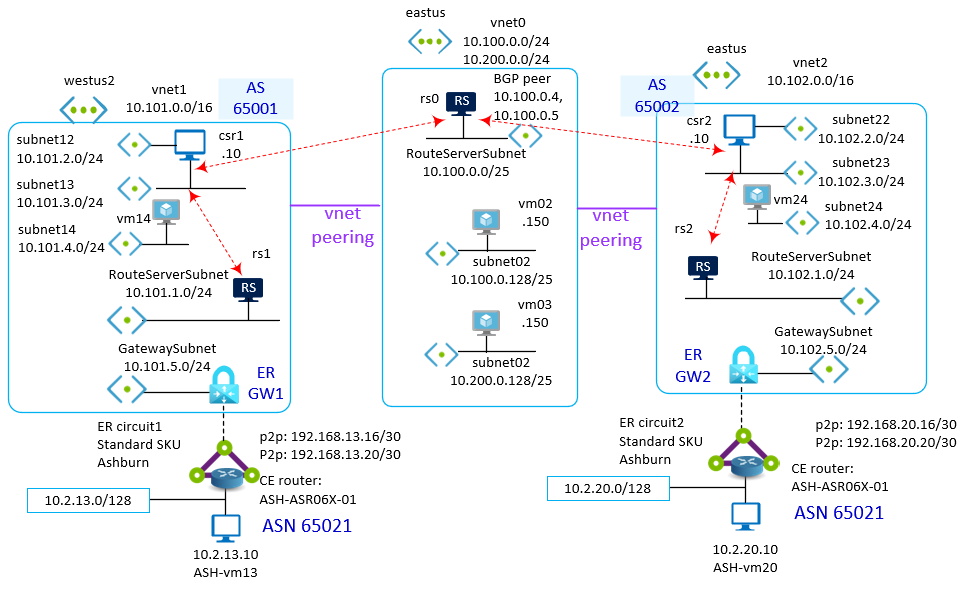 eastus
vnet0
10.100.0.0/24
10.200.0.0/24
westus2
vnet1
10.101.0.0/16
AS
65001
subnet12
10.101.2.0/24
csr1
.10
subnet13
10.101.3.0/24
vm14
subnet14
10.101.4.0/24
rs1
RouteServerSubnet
10.101.1.0/24
RS
GatewaySubnet
10.101.5.0/24
ER
GW1
ER circuit1
Standard SKU
Ashburn
p2p: 192.168.13.16/30
P2p: 192.168.13.20/30
CE router:
ASH-ASR06X-01
10.2.13.0/128
ASN 65021
10.2.13.10
ASH-vm13
vnet
peering
BGP peer
10.100.0.4,
10.100.0.5
rs0
RS
RouteServerSubnet
10.100.0.0/25
vm02
.150
subnet02
10.100.0.128/25
vm03
.150
subnet02
10.200.0.128/25
vnet
peering
eastus
vnet2
10.102.0.0/16
AS
65002
csr2
.10
subnet22
10.102.2.0/24
subnet23
10.102.3.0/24
vm24
subnet24
10.102.4.0/24
rs2
RS
RouteServerSubnet
10.102.1.0/24
GatewaySubnet
10.102.5.0/24
ER
GW2
ER circuit2
Standard SKU
Ashburn
p2p: 192.168.20.16/30
P2p: 192.168.20.20/30
CE router:
ASH-ASR06X-01
10.2.20.0/128
ASN 65021
10.2.20.10
ASH-vm20